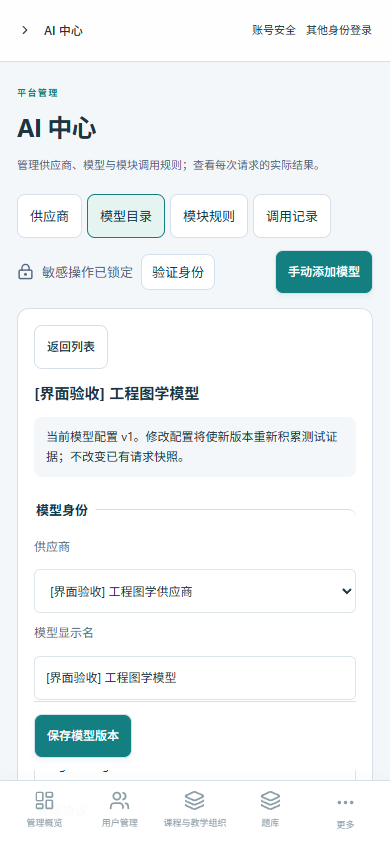 AI 中心
账号安全 其他身份登录
平台管理
AI 中心
管理供应商、模型与模块调用规则；查看每次请求的实际结果。
供应商 模型目录 模块规则 调用记录
敏感操作已锁定 验证身份 手动添加模型
返回列表
[界面验收] 工程图学模型
当前模型配置 v1。修改配置将使新版本重新积累测试证
据；不改变已有请求快照。
模型身份
供应商
[界面验收] 工程图学供应商
模型显示名
[界面验收] 工程图学模型
保存模型版本
管理概览 用户管理 课程与教学组织 题库 更多